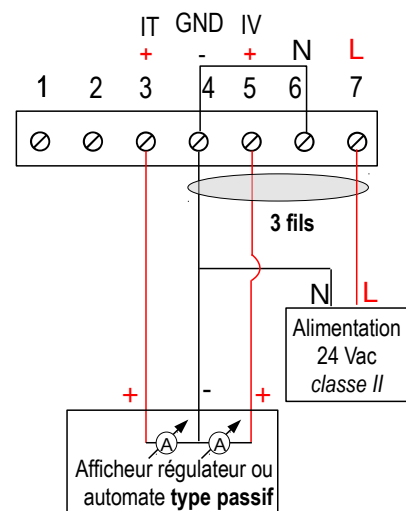 IT GND IV
+ - + N L
1 2 3 4 5 6 7
3 fils
N L
Alimentation
24 Vac
classe II
+ - +
A A
Afficheur régulateur ou
automate type passif